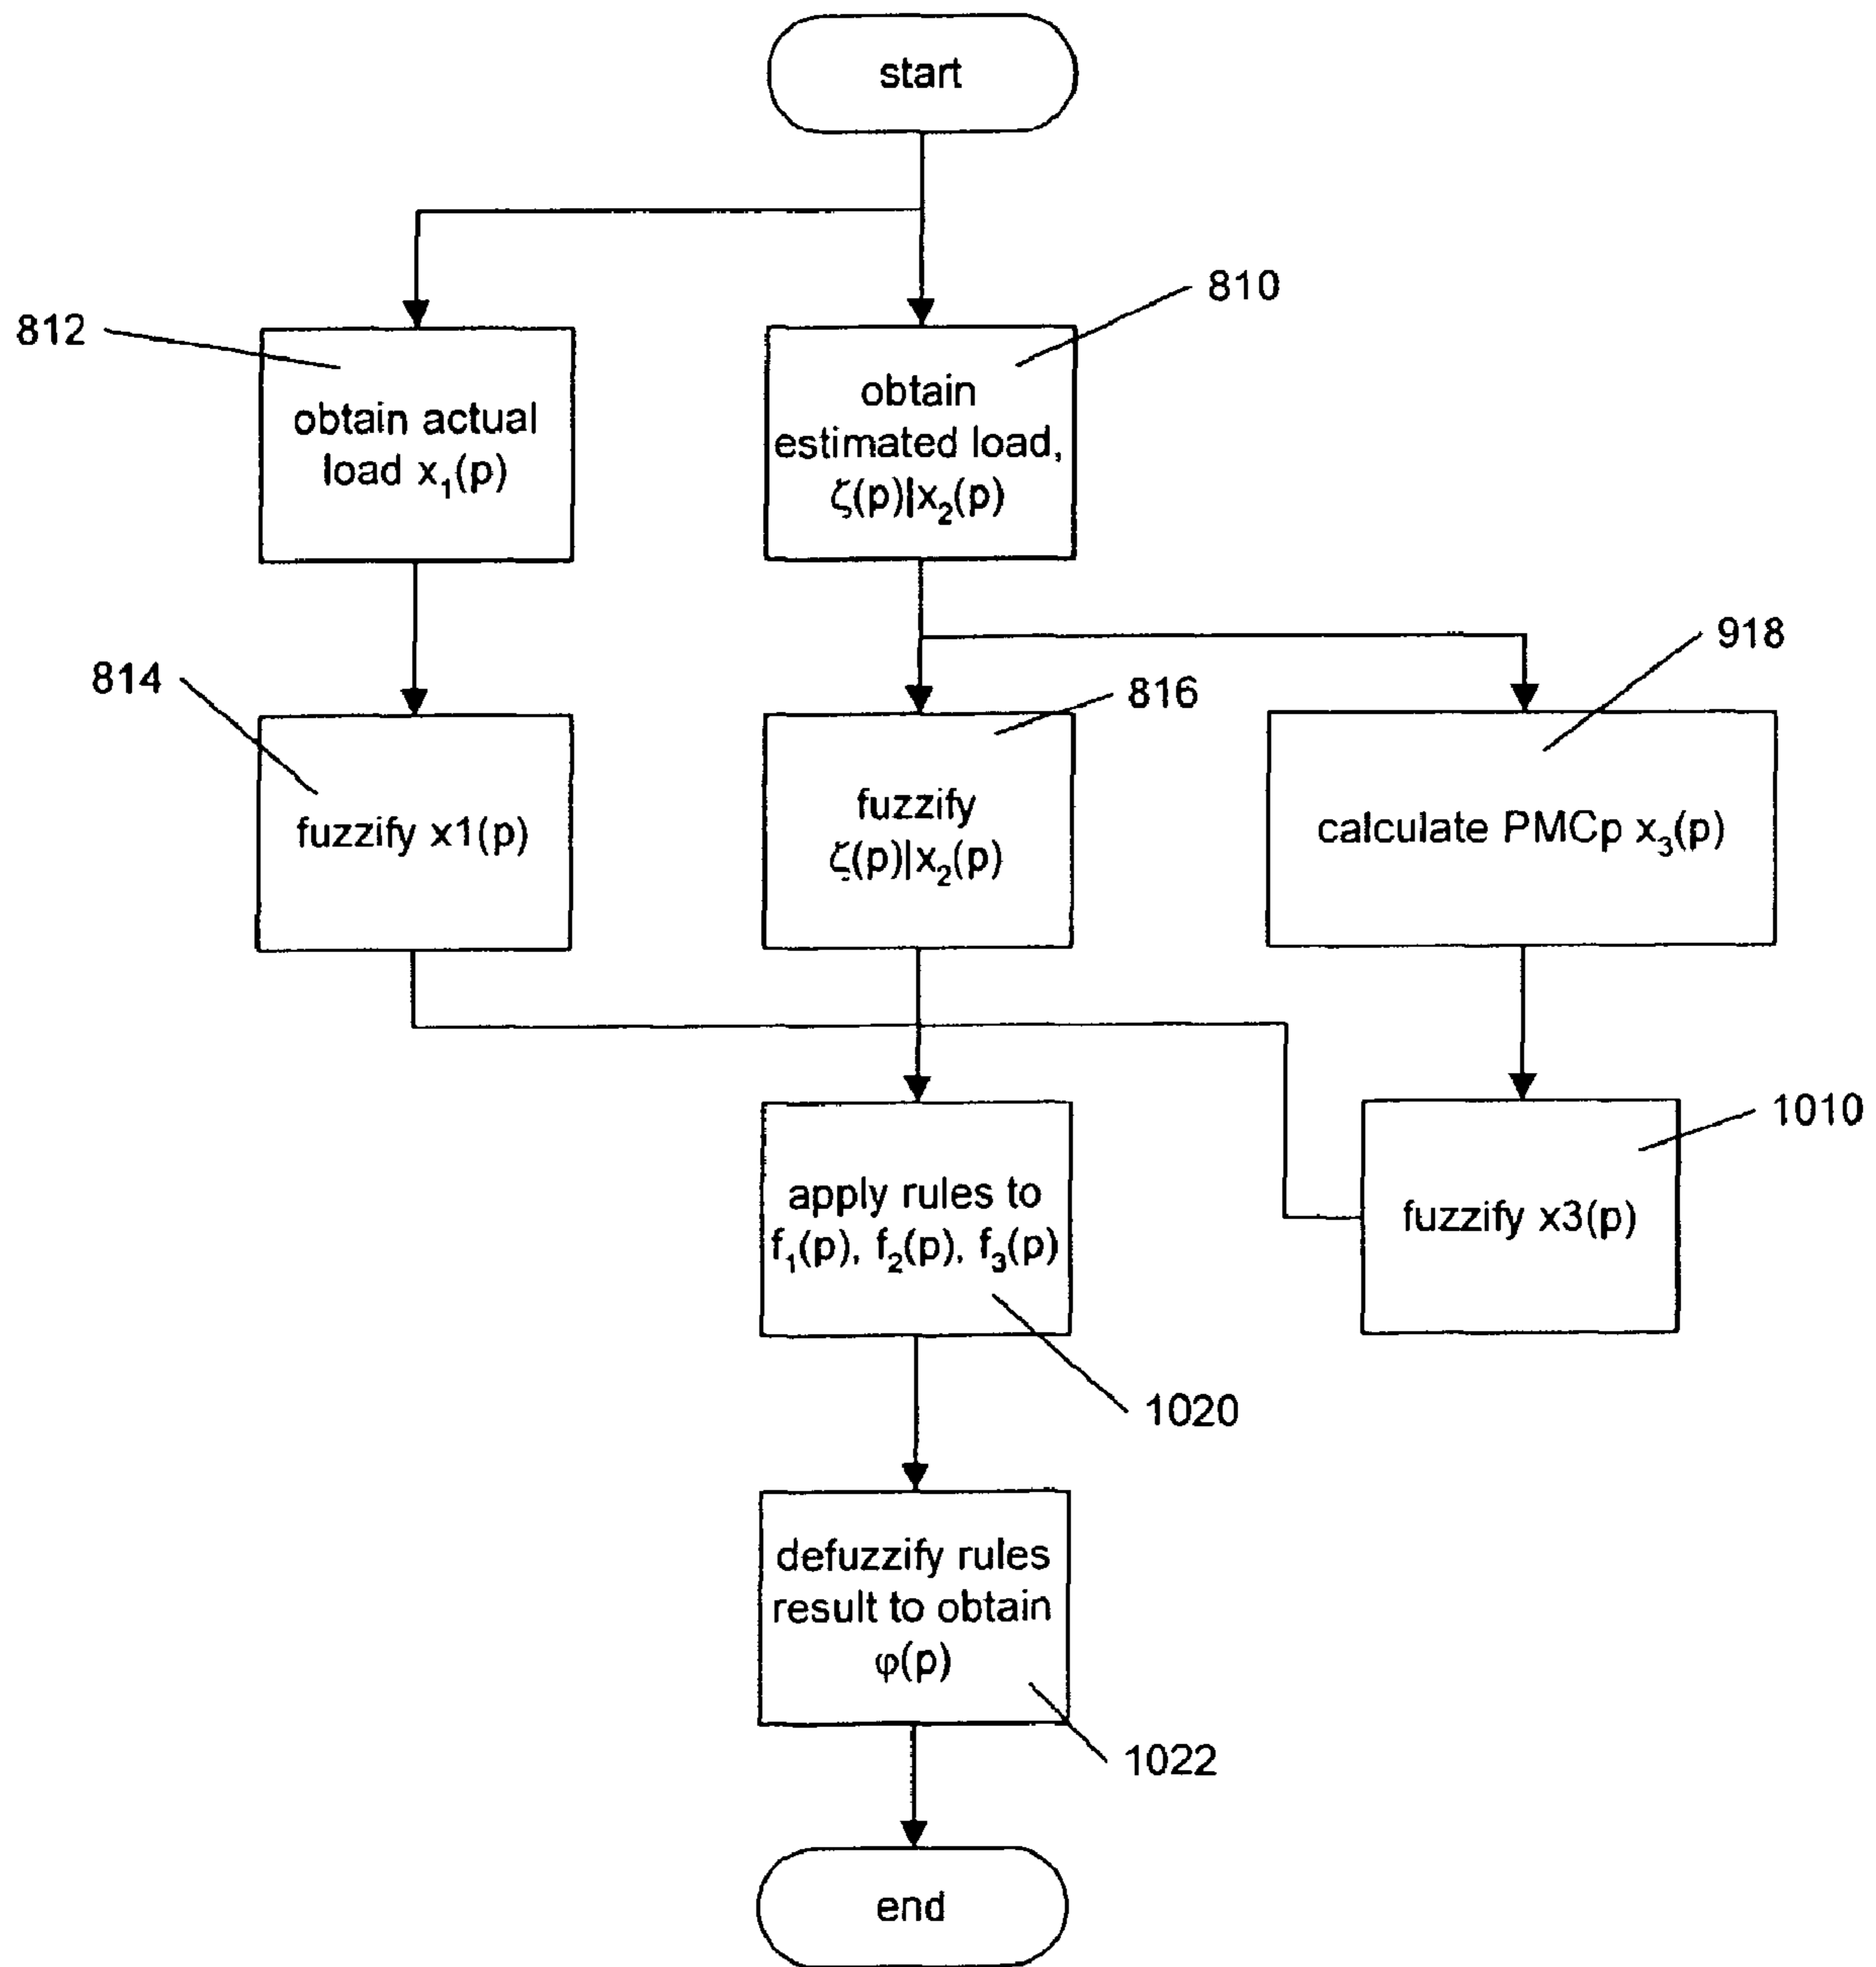 start
810
812
obtain actual
load x₁(p)
obtain
estimated load,
ζ(p)|x₂(p)
918
814
816
fuzzify x1(p)
fuzzify
ζ(p)|x₂(p)
calculate PMCp x₃(p)
1010
apply rules to
f₁(p), f₂(p), f₃(p)
fuzzify x3(p)
1020
defuzzify rules
result to obtain
φ(p)
1022
end